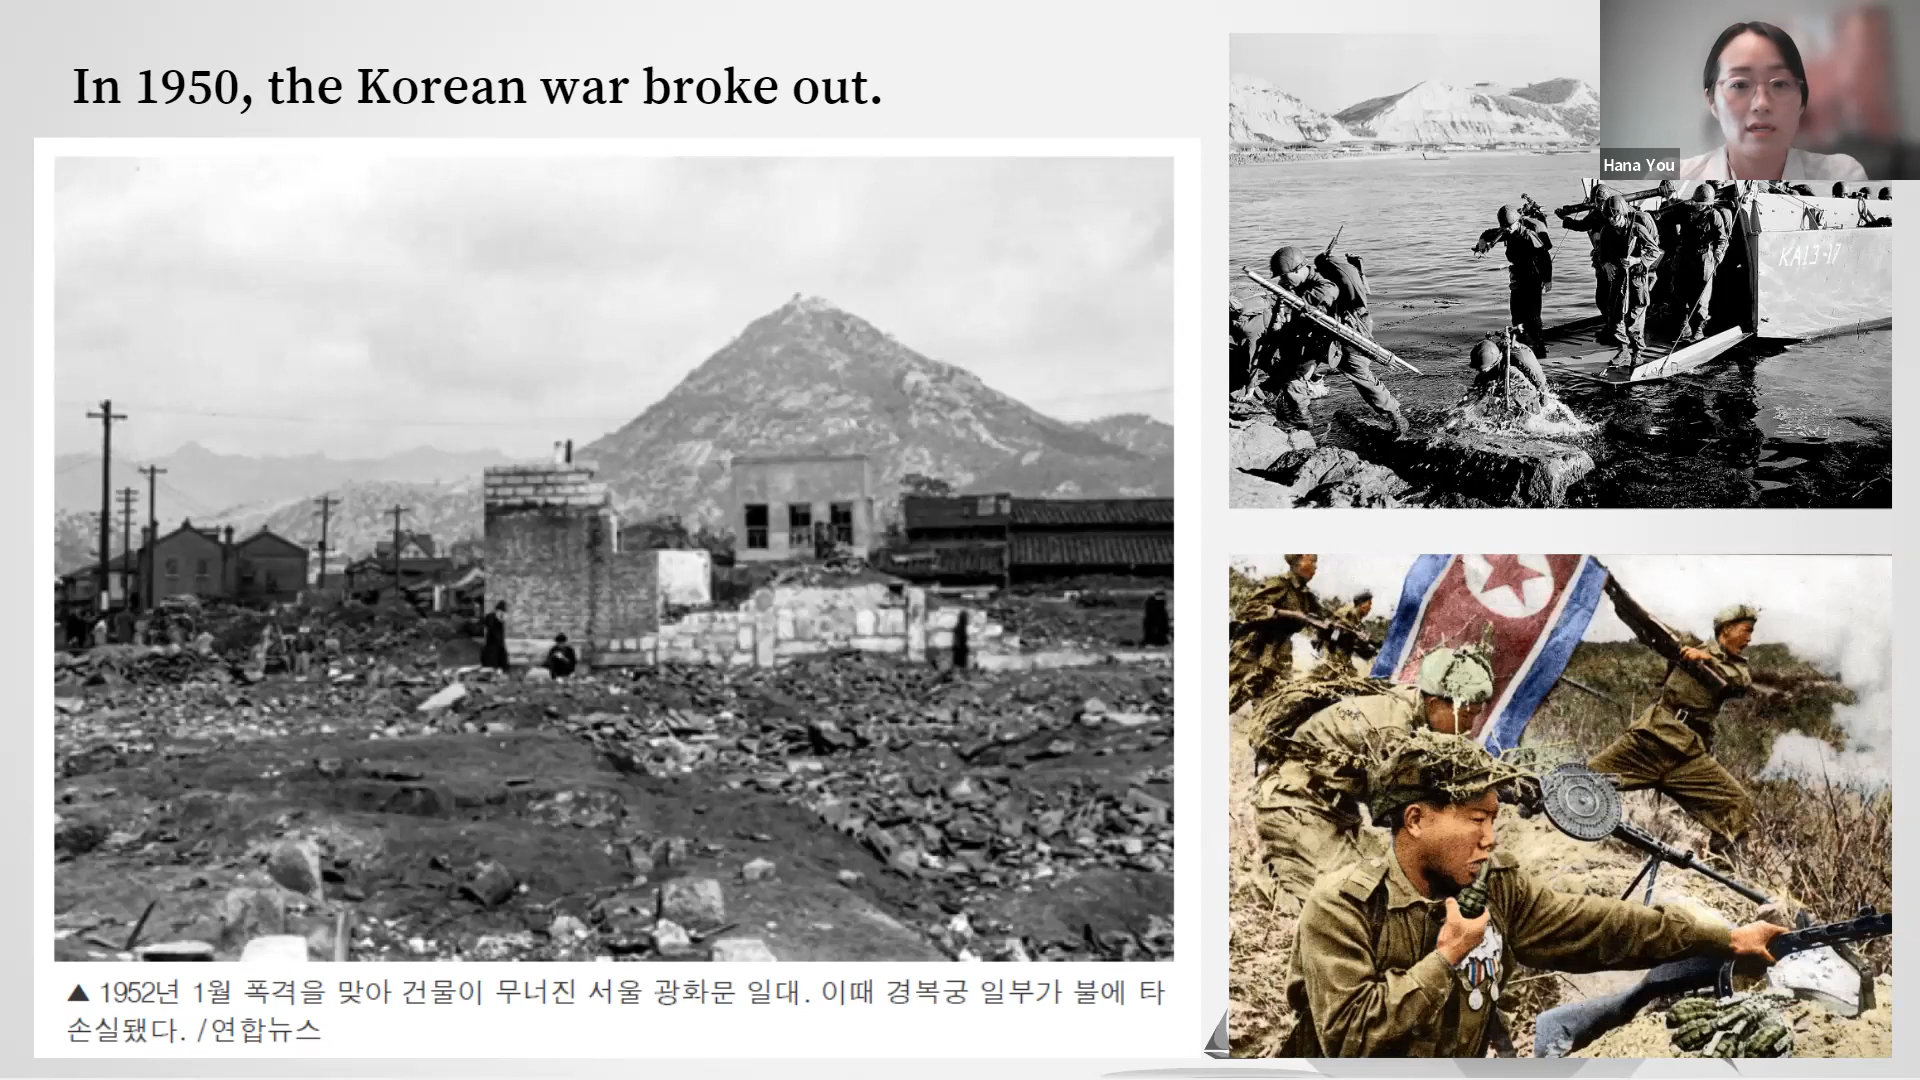 In 1950, the Korean war broke out.
Hana You
KA13-17
▲ 1952년 1월 폭격을 맞아 건물이 무너진 서울 광화문 일대. 이때 경복궁 일부가 불에 타
손실됐다. /연합뉴스